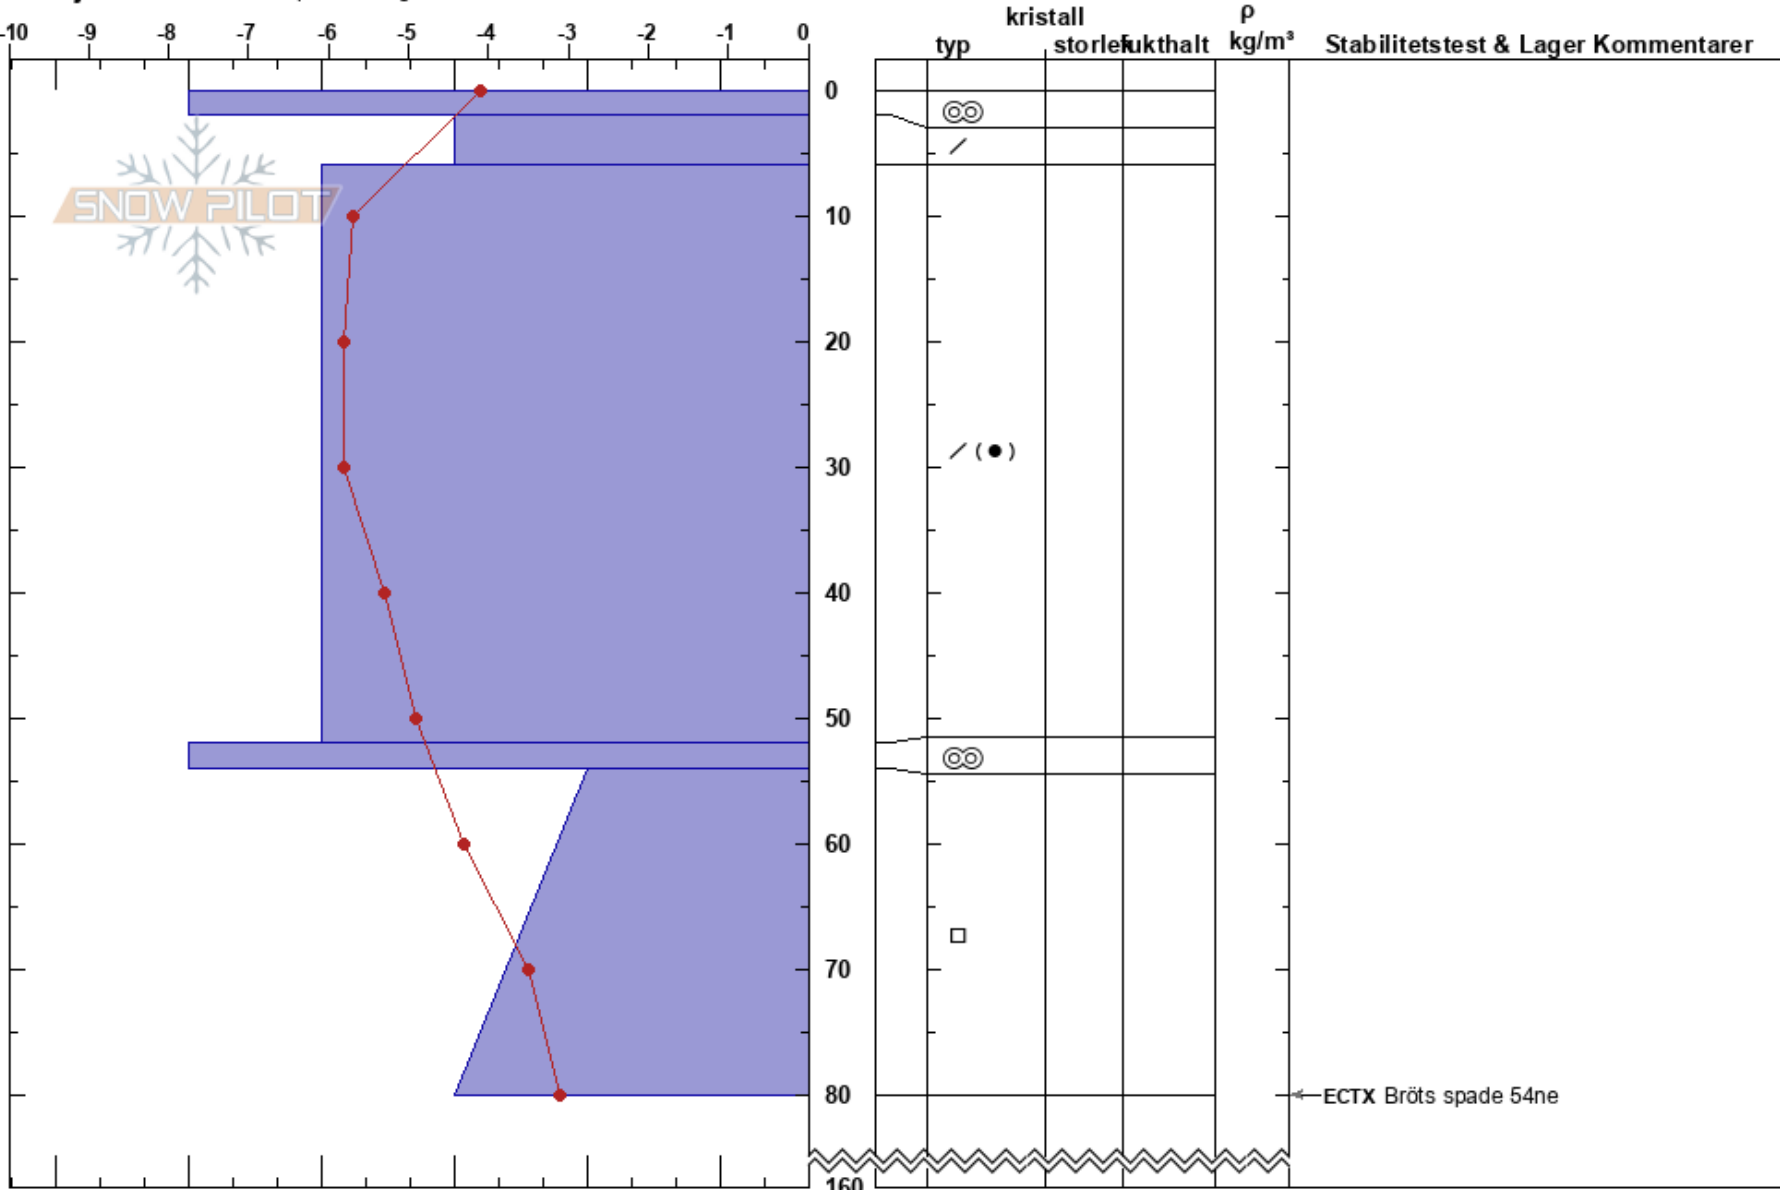 kristall ρ
-10 -9 -8 -7 -6 -5 -4 -3 -2 -1 0 typ storlek fukthalt kg/m³ Stabilitetstest & Lager Kommentarer
0
SNOW PILOT
10
20
30
40
50
60
70
80 ECTX Bröts spade 54ne
160